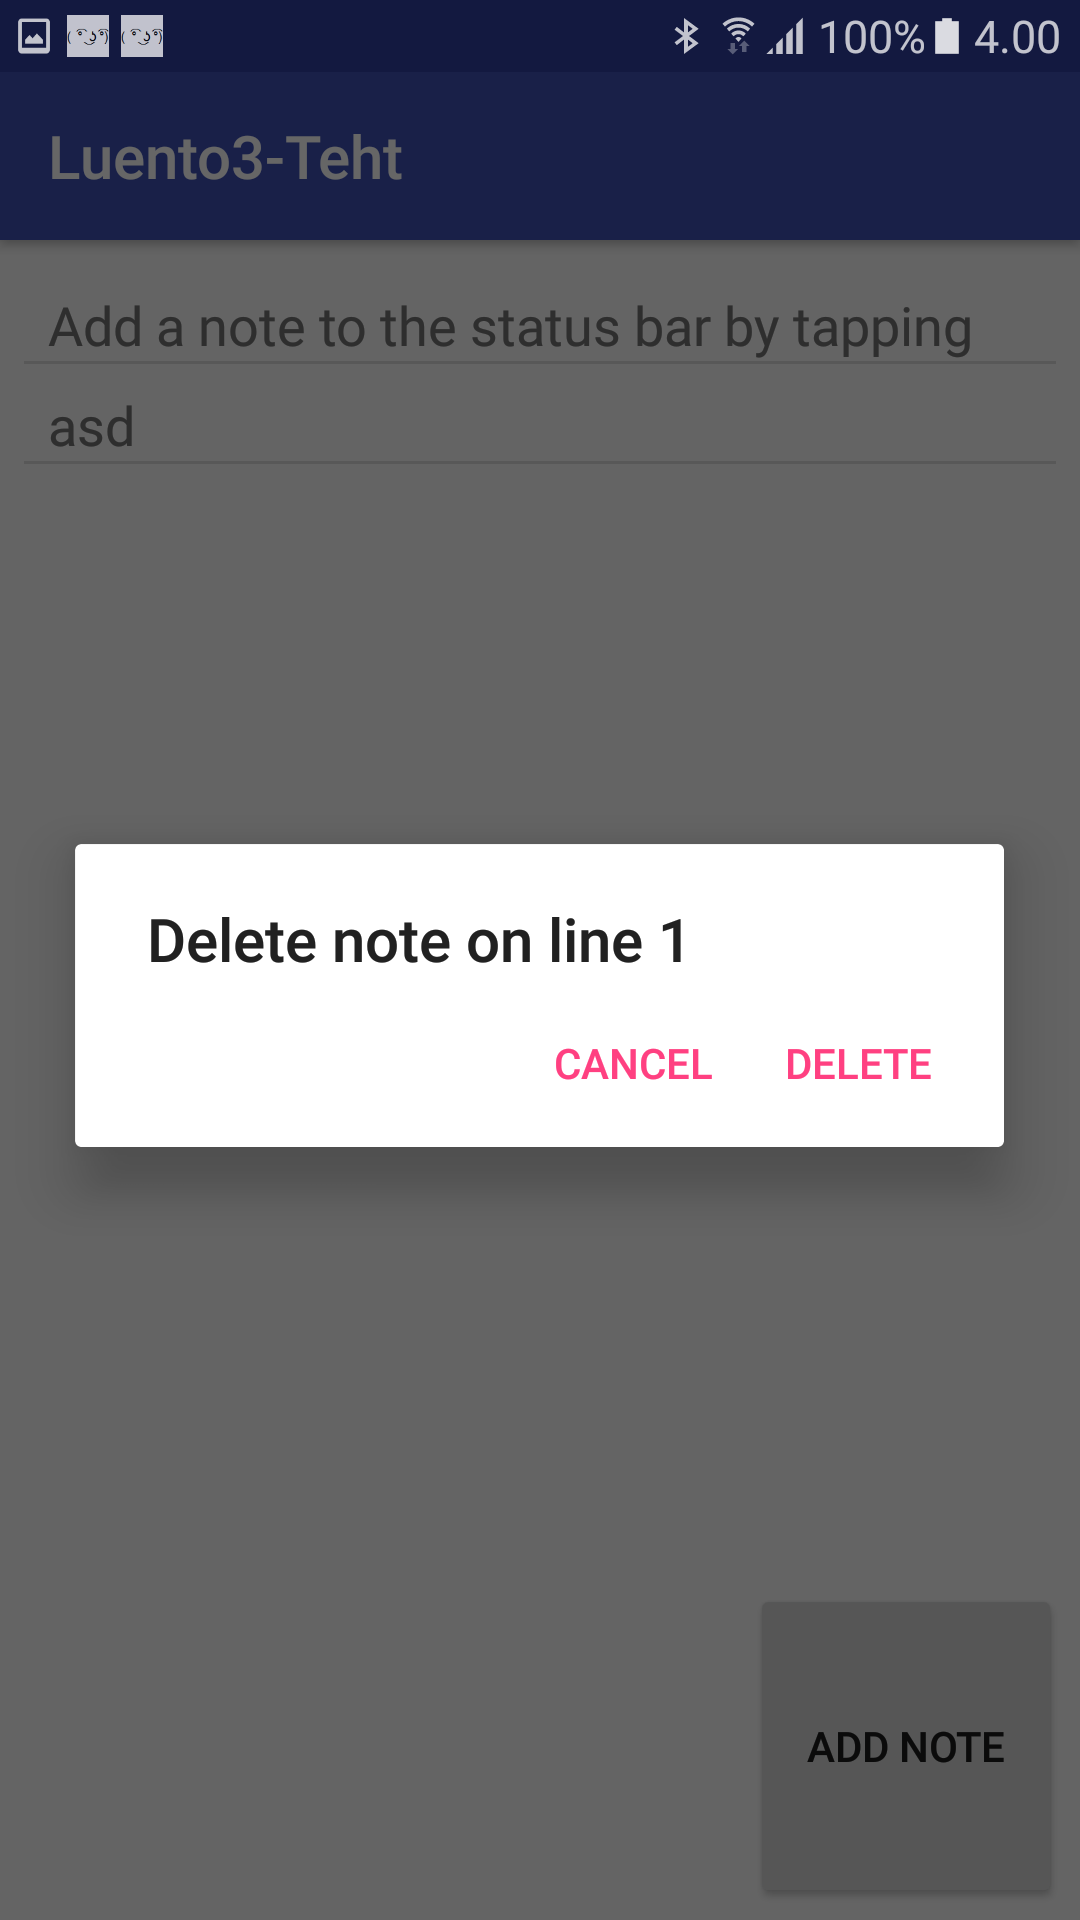 ( ͡° ͜ʖ ͡°) ( ͡° ͜ʖ ͡°) 100% 4.00
Luento3-Teht
Add a note to the status bar by tapping
asd
Delete note on line 1
CANCEL DELETE
ADD NOTE